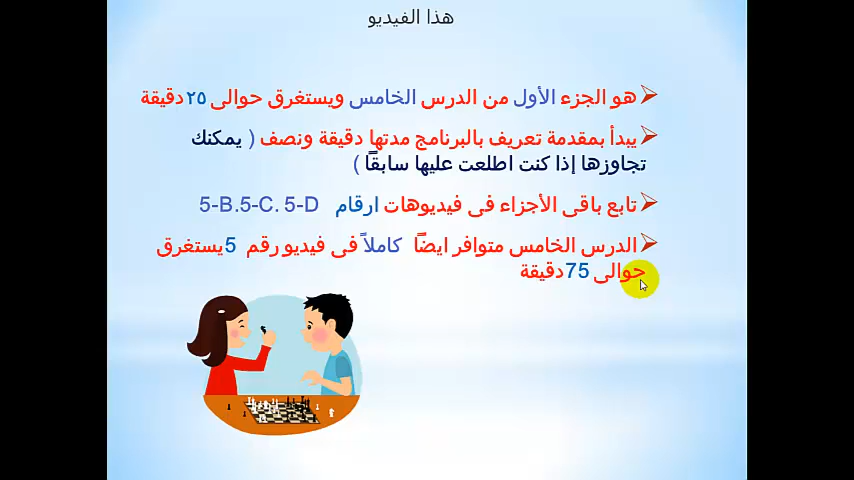 هذا الفيديو
هو الجزء الأول من الدرس الخامس ويستغرق حوالى ٢٥ دقيقة
يبدأ بمقدمة تعريف بالبرنامج مدتها دقيقة ونصف ( يمكنك
تجاوزها إذا كنت اطلعت عليها سابقًا )
تابع باقى الأجزاء فى فيديوهات ارقام 5-B.5-C. 5-D
الدرس الخامس متوافر ايضًا كاملاً فى فيديو رقم 5 يستغرق
حوالى 75 دقيقة